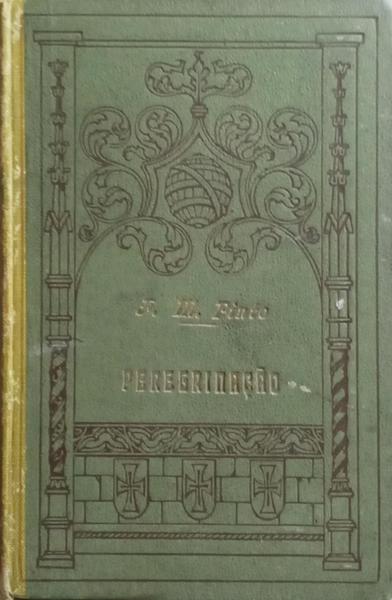 F. M. Pinto
PEREGRINAÇÃO